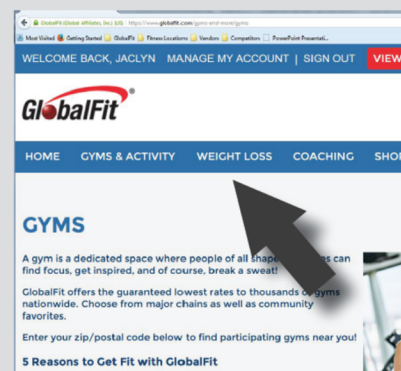 GlobalFit (Global affiliates, Inc.) (US) https://www.globalfit.com/gyms-and-more/gyms
Most Visited Getting Started GlobalFit Fitness Locations Vendors Competitors PowerPoint Presentati...
WELCOME BACK, JACLYN MANAGE MY ACCOUNT | SIGN OUT VIEW
GlobalFit®
HOME GYMS & ACTIVITY WEIGHT LOSS COACHING SHO
GYMS
A gym is a dedicated space where people of all shape es can
find focus, get inspired, and of course, break a sweat!
GlobalFit offers the guaranteed lowest rates to thousands of gyms
nationwide. Choose from major chains as well as community
favorites.
Enter your zip/postal code below to find participating gyms near you!
5 Reasons to Get Fit with GlobalFit